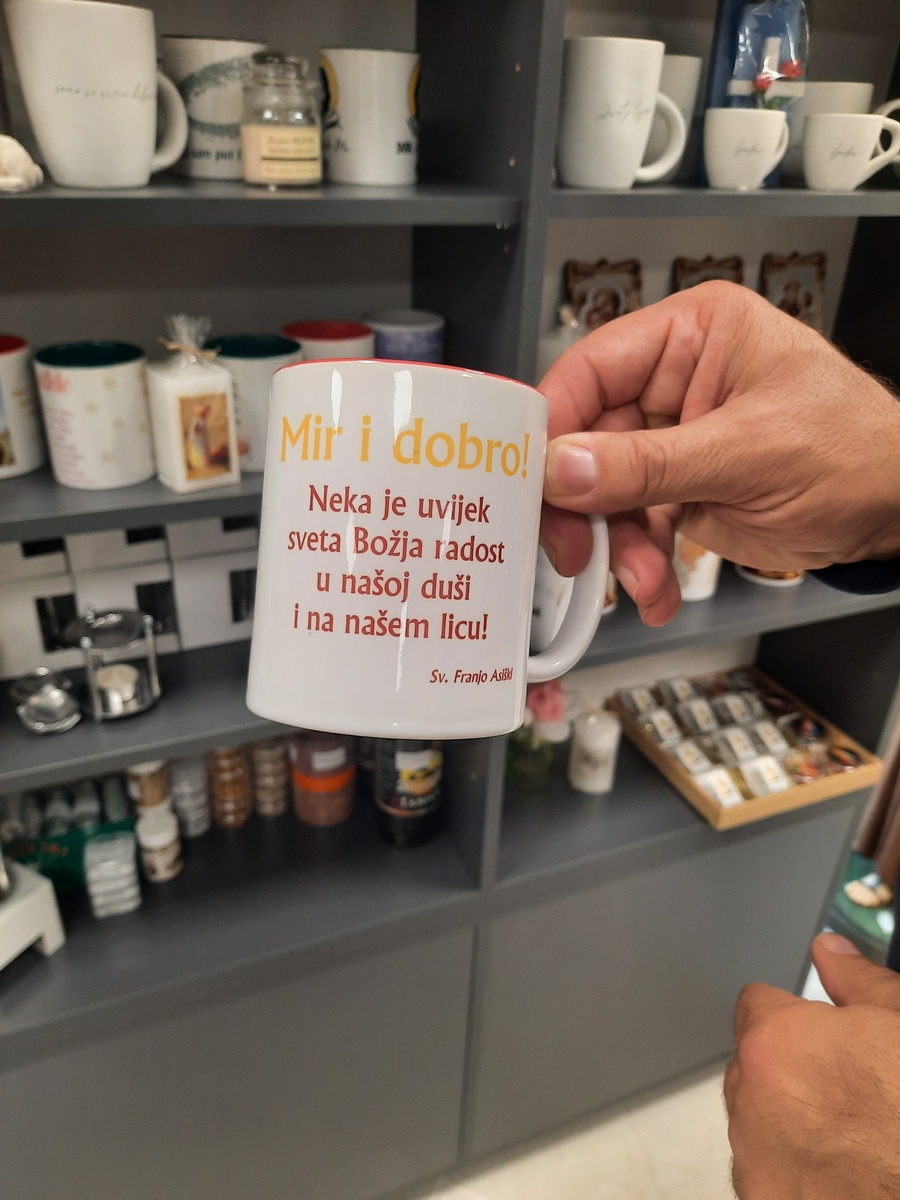 Mir i dobro!
Neka je uvijek
sveta Božja radost
u našoj duši
i na našem licu!
Sv. Franjo Asiški